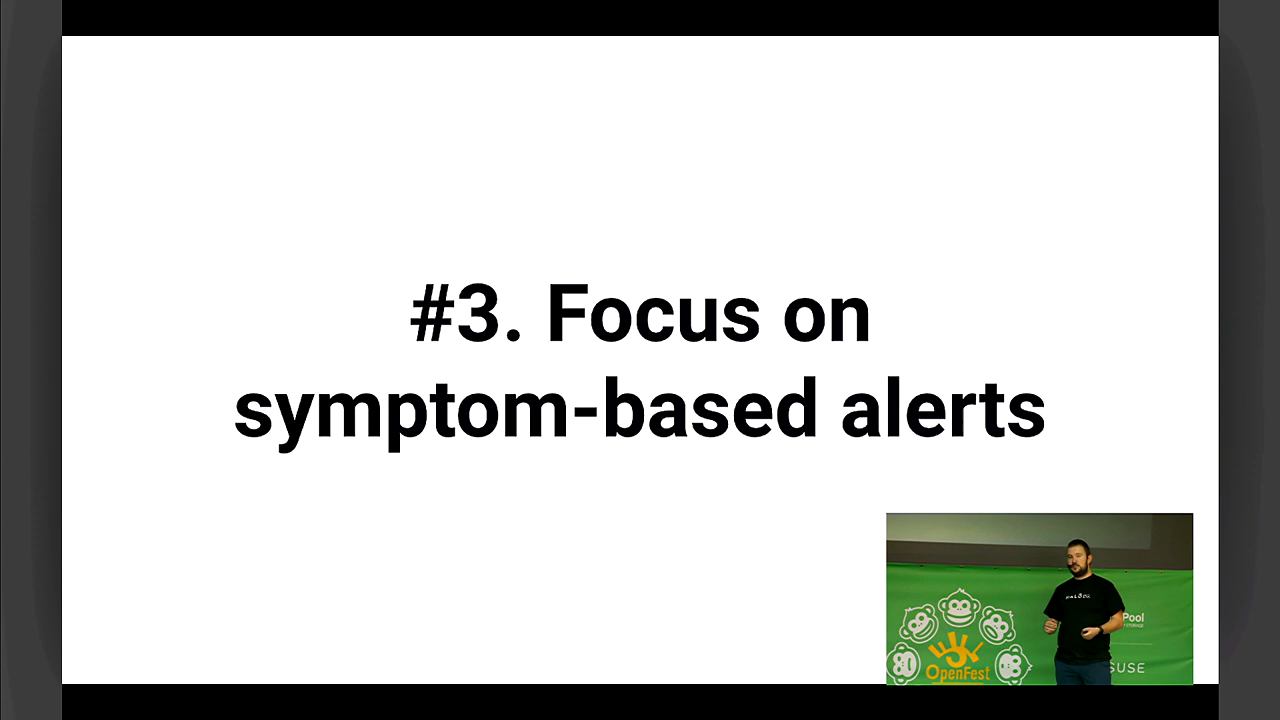 #3. Focus on
symptom-based alerts
Pool
OpenFest
SUSE